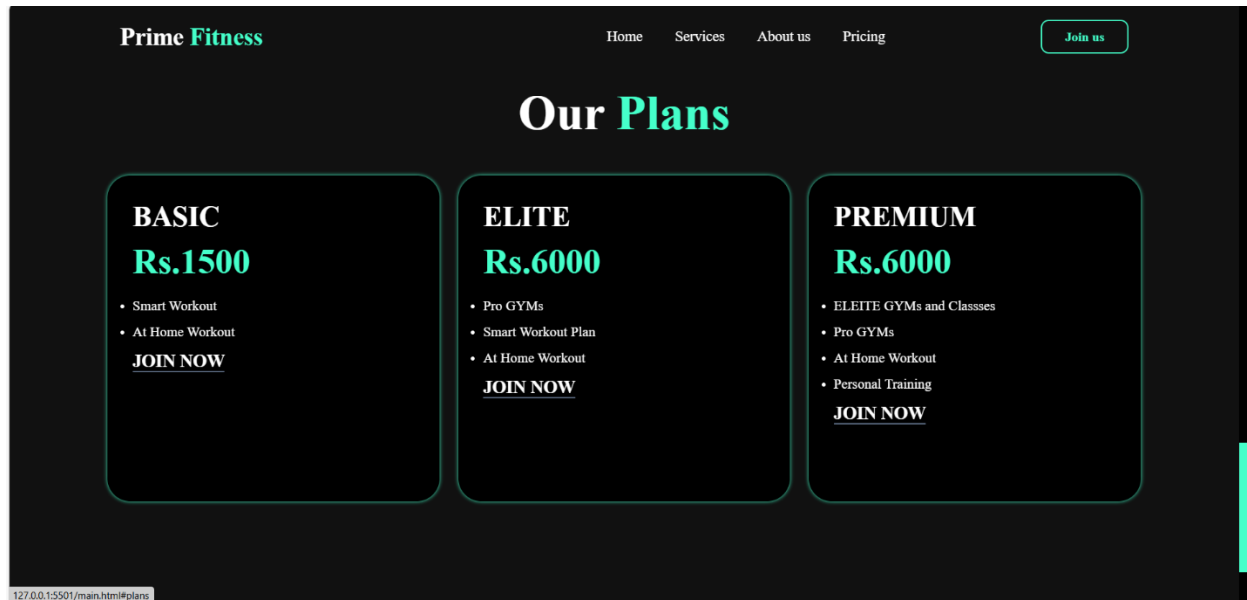 Prime Fitness
Home Services About us Pricing
Join us
Our Plans
BASIC
Rs.1500
• Smart Workout
• At Home Workout
JOIN NOW
ELITE
Rs.6000
• Pro GYMs
• Smart Workout Plan
• At Home Workout
JOIN NOW
PREMIUM
Rs.6000
• ELEITE GYMs and Classses
• Pro GYMs
• At Home Workout
• Personal Training
JOIN NOW
127.0.0.1:5501/main.html#plans